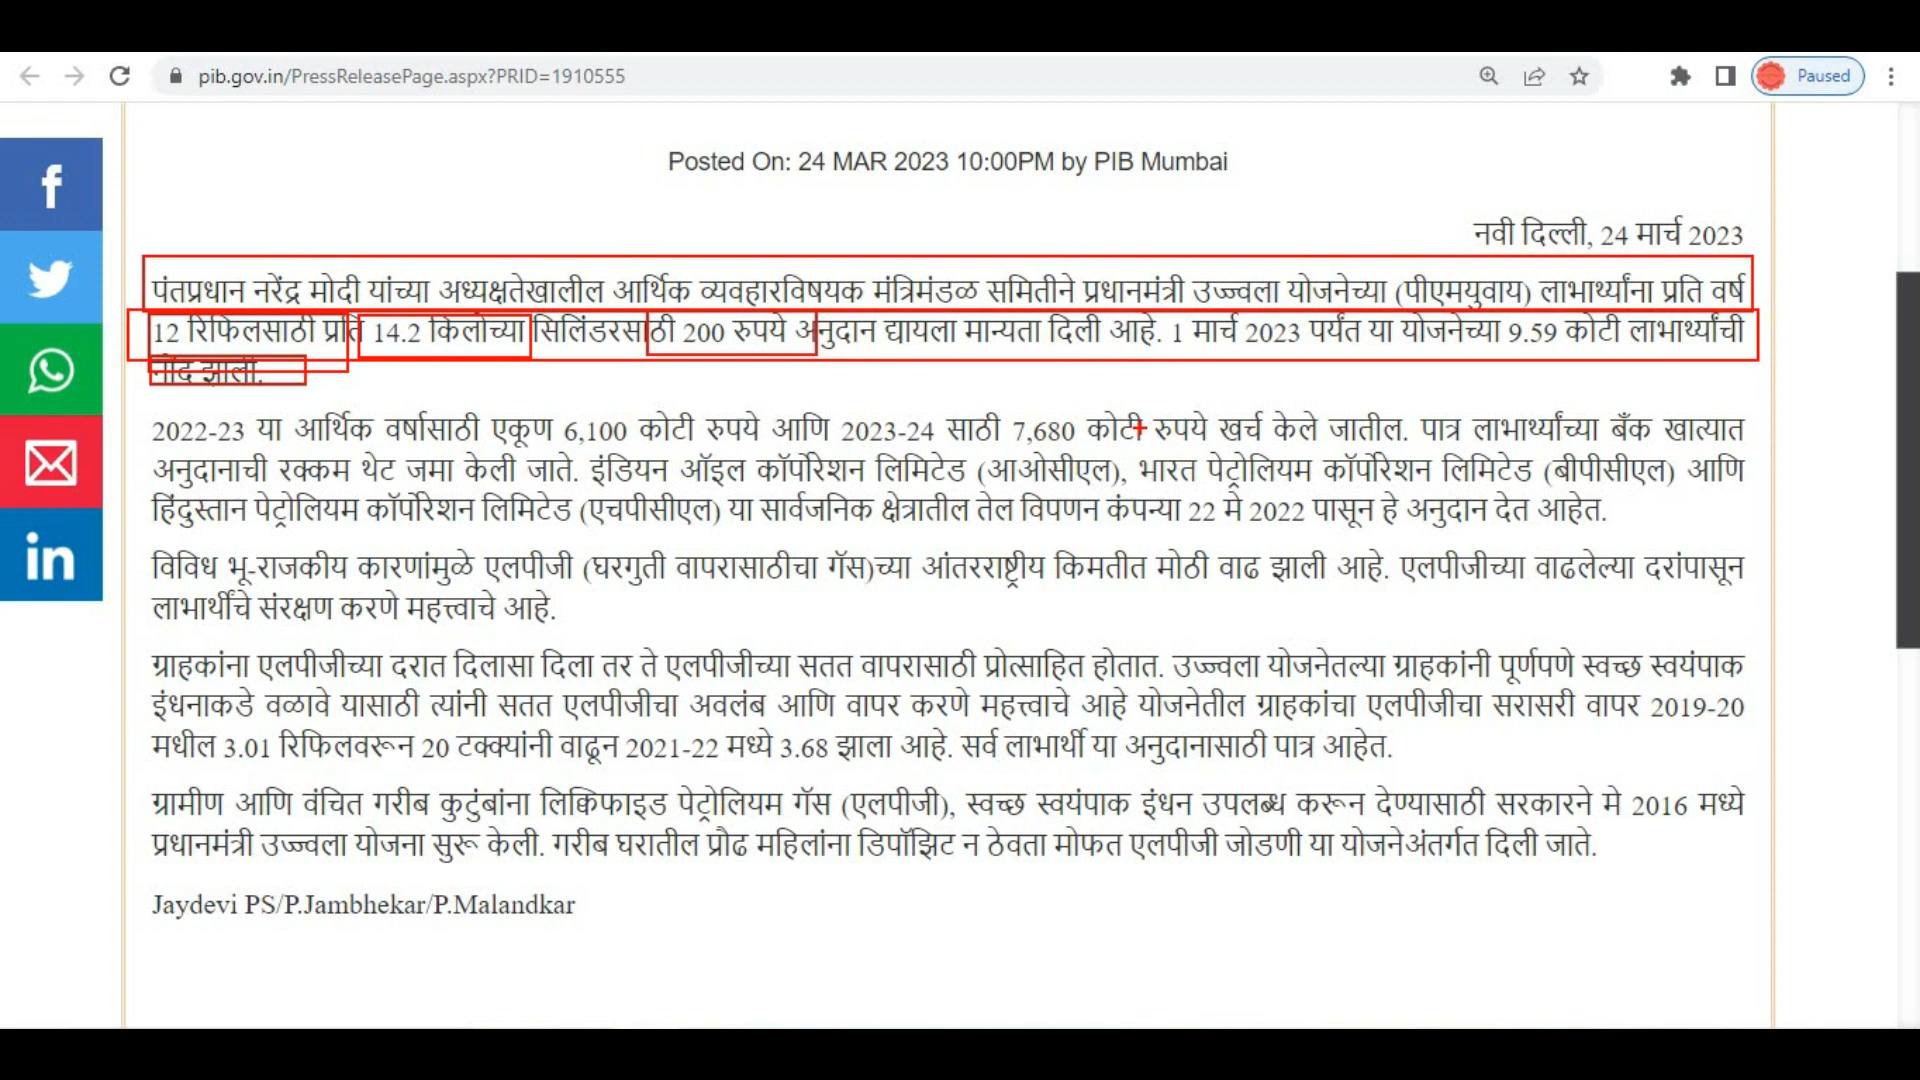 pib.gov.in/PressReleasePage.aspx?PRID=1910555
Paused
Posted On: 24 MAR 2023 10:00PM by PIB Mumbai
नवी दिल्ली, 24 मार्च 2023
पंतप्रधान नरेंद्र मोदी यांच्या अध्यक्षतेखालील आर्थिक व्यवहारविषयक मंत्रिमंडळ समितीने प्रधानमंत्री उज्ज्वला योजनेच्या (पीएमयुवाय) लाभार्थ्यांना प्रति वर्ष
12 रिफिलसाठी प्रति 14.2 किलोच्या सिलिंडरसाठी 200 रुपये अनुदान द्यायला मान्यता दिली आहे. 1 मार्च 2023 पर्यंत या योजनेच्या 9.59 कोटी लाभार्थ्यांची
नोंद झाली.
2022-23 या आर्थिक वर्षासाठी एकूण 6,100 कोटी रुपये आणि 2023-24 साठी 7,680 कोटी रुपये खर्च केले जातील. पात्र लाभार्थ्यांच्या बँक खात्यात
अनुदानाची रक्कम थेट जमा केली जाते. इंडियन ऑइल कॉर्पोरेशन लिमिटेड (आओसीएल), भारत पेट्रोलियम कॉर्पोरेशन लिमिटेड (बीपीसीएल) आणि
हिंदुस्तान पेट्रोलियम कॉर्पोरेशन लिमिटेड (एचपीसीएल) या सार्वजनिक क्षेत्रातील तेल विपणन कंपन्या 22 मे 2022 पासून हे अनुदान देत आहेत.
विविध भू-राजकीय कारणांमुळे एलपीजी (घरगुती वापरासाठीचा गॅस)च्या आंतरराष्ट्रीय किमतीत मोठी वाढ झाली आहे. एलपीजीच्या वाढलेल्या दरांपासून
लाभार्थींचे संरक्षण करणे महत्त्वाचे आहे.
ग्राहकांना एलपीजीच्या दरात दिलासा दिला तर ते एलपीजीच्या सतत वापरासाठी प्रोत्साहित होतात. उज्ज्वला योजनेतल्या ग्राहकांनी पूर्णपणे स्वच्छ स्वयंपाक
इंधनाकडे वळावे यासाठी त्यांनी सतत एलपीजीचा अवलंब आणि वापर करणे महत्त्वाचे आहे योजनेतील ग्राहकांचा एलपीजीचा सरासरी वापर 2019-20
मधील 3.01 रिफिलवरून 20 टक्क्यांनी वाढून 2021-22 मध्ये 3.68 झाला आहे. सर्व लाभार्थी या अनुदानासाठी पात्र आहेत.
ग्रामीण आणि वंचित गरीब कुटुंबांना लिक्विफाइड पेट्रोलियम गॅस (एलपीजी), स्वच्छ स्वयंपाक इंधन उपलब्ध करून देण्यासाठी सरकारने मे 2016 मध्ये
प्रधानमंत्री उज्ज्वला योजना सुरू केली. गरीब घरातील प्रौढ महिलांना डिपॉझिट न ठेवता मोफत एलपीजी जोडणी या योजनेअंतर्गत दिली जाते.
Jaydevi PS/P.Jambhekar/P.Malandkar